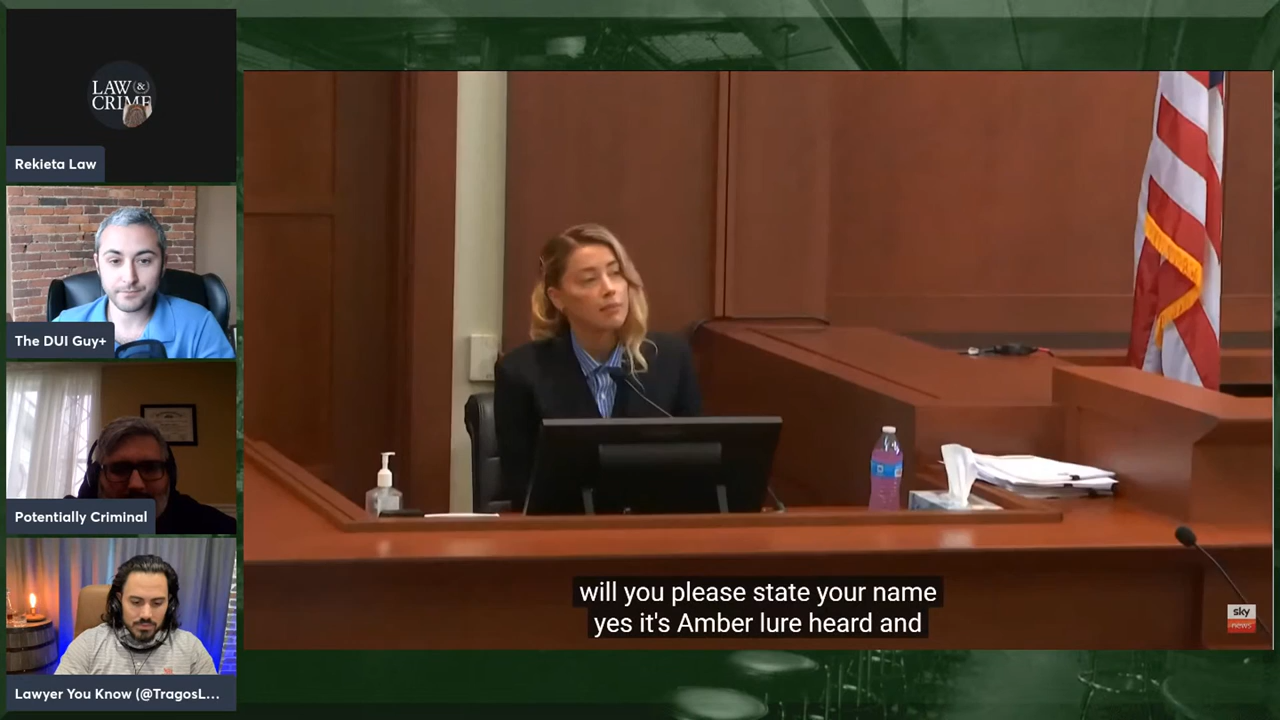 LAW &
CRIME
Rekieta Law
The DUI Guy+
Potentially Criminal
Lawyer You Know (@TragosL...
will you please state your name
yes it's Amber lure heard and
sky
news